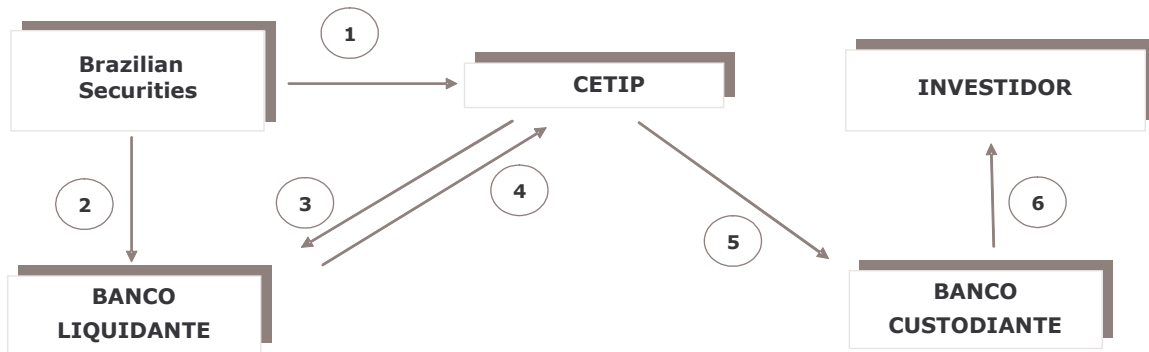 1
Brazilian
Securities
CETIP
INVESTIDOR
2
3
4
5
6
BANCO
LIQUIDANTE
BANCO
CUSTODIANTE